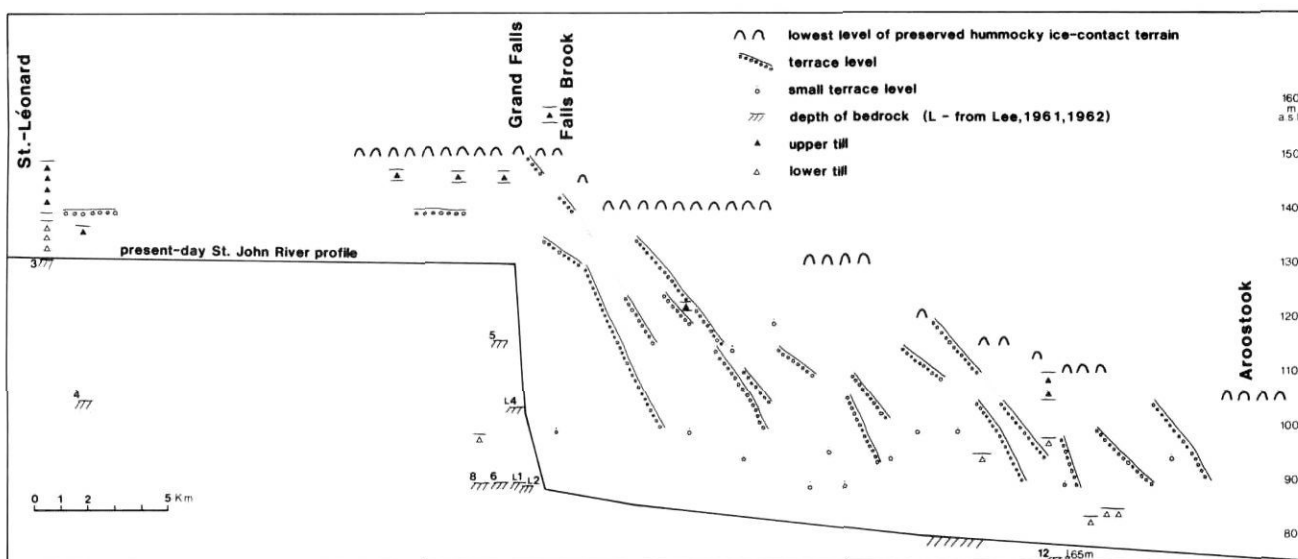 St.-Léonard
Grand Falls
Falls Brook
lowest level of preserved hummocky ice-contact terrain
terrace level
small terrace level
depth of bedrock (L - from Lee,1961,1962)
upper till
lower till
160
m
150
140
130
120
110
100
90
80
present-day St. John River profile
Aroostook
3
4
5
L4
8 6 L1 L2
0 1 2 5 Km
12 165m